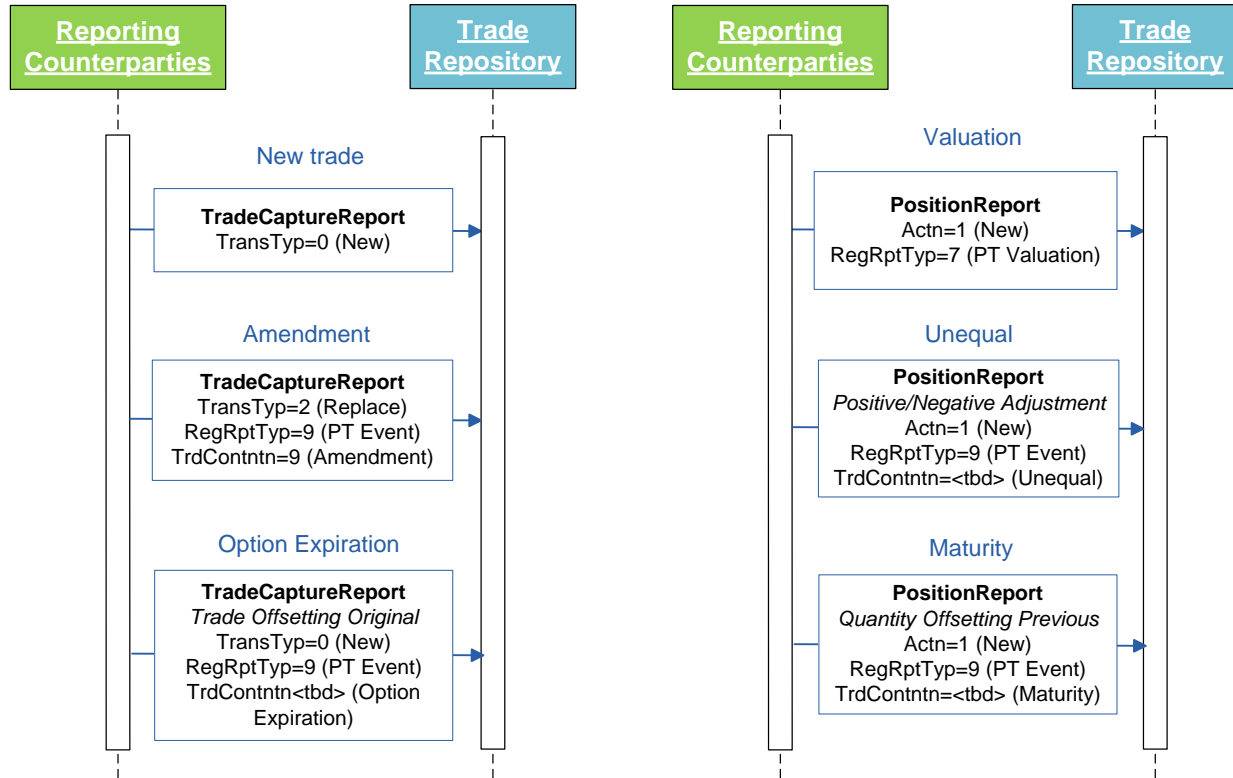 Reporting
Counterparties
Trade
Repository
New trade
TradeCaptureReport
TransTyp=0 (New)
Amendment
TradeCaptureReport
TransTyp=2 (Replace)
RegRptTyp=9 (PT Event)
TrdContntn=9 (Amendment)
Option Expiration
TradeCaptureReport
Trade Offsetting Original
TransTyp=0 (New)
RegRptTyp=9 (PT Event)
TrdContntn<tbd> (Option
Expiration)
Reporting
Counterparties
Trade
Repository
Valuation
PositionReport
Actn=1 (New)
RegRptTyp=7 (PT Valuation)
Unequal
PositionReport
Positive/Negative Adjustment
Actn=1 (New)
RegRptTyp=9 (PT Event)
TrdContntn=<tbd> (Unequal)
Maturity
PositionReport
Quantity Offsetting Previous
Actn=1 (New)
RegRptTyp=9 (PT Event)
TrdContntn=<tbd> (Maturity)